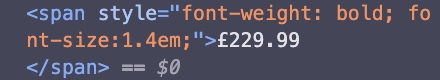 <span style="font-weight: bold; fo
nt-size:1.4em;">£229.99
</span> == $0